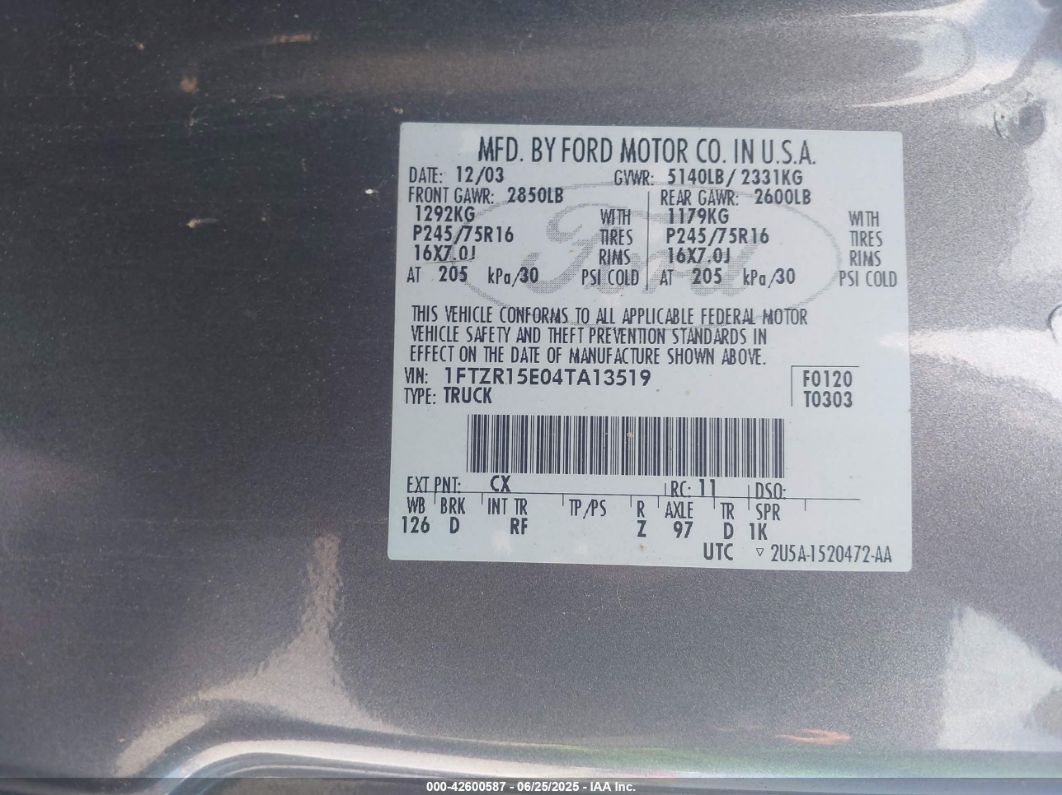 MFD. BY FORD MOTOR CO. IN U.S.A.
DATE: 12/03 GVWR: 5140LB/ 2331KG
FRONT GAWR: 2850LB REAR GAWR: 2600LB
1292KG WITH 1179KG WITH
P245/75R16 TIRES P245/75R16 TIRES
16X7.0J RIMS 16X7.0J RIMS
AT 205 kPa/30 PSI COLD AT 205 kPa/30 PSI COLD
Ford
THIS VEHICLE CONFORMS TO ALL APPLICABLE FEDERAL MOTOR
VEHICLE SAFETY AND THEFT PREVENTION STANDARDS IN
EFFECT ON THE DATE OF MANUFACTURE SHOWN ABOVE.
VIN: 1FTZR15E04TA13519 F0120
TYPE: TRUCK T0303
EXT PNT: CX RC: 11 DSO:
WB BRK INT TR TP/PS R AXLE TR SPR
126 D RF Z 97 D 1K
UTC ▽ 2U5A-1520472-AA
000-42600587 - 06/25/2025 - IAA Inc.